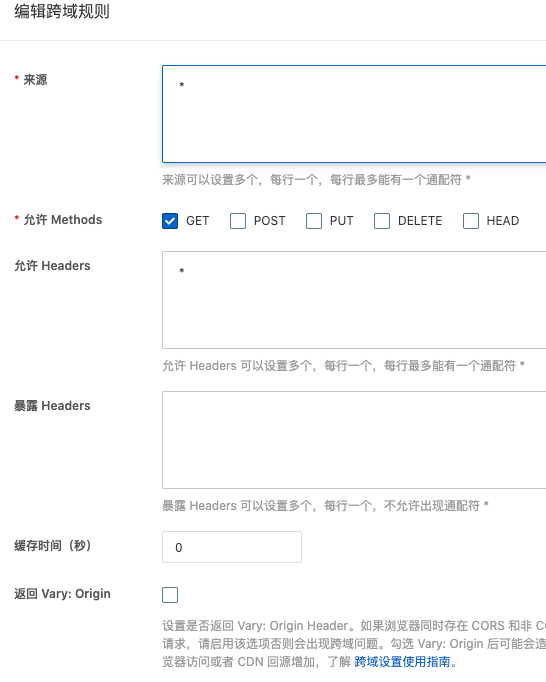 编辑跨域规则
* 来源
*
来源可以设置多个，每行一个，每行最多能有一个通配符 *
* 允许 Methods
GET POST PUT DELETE HEAD
允许 Headers
*
允许 Headers 可以设置多个，每行一个，每行最多能有一个通配符 *
暴露 Headers
暴露 Headers 可以设置多个，每行一个，不允许出现通配符 *
缓存时间（秒）
0
返回 Vary: Origin
设置是否返回 Vary: Origin Header。如果浏览器同时存在 CORS 和非 CO
请求，请启用该选项否则会出现跨域问题。勾选 Vary: Origin 后可能会造
览器访问或者 CDN 回源增加，了解 跨域设置使用指南。